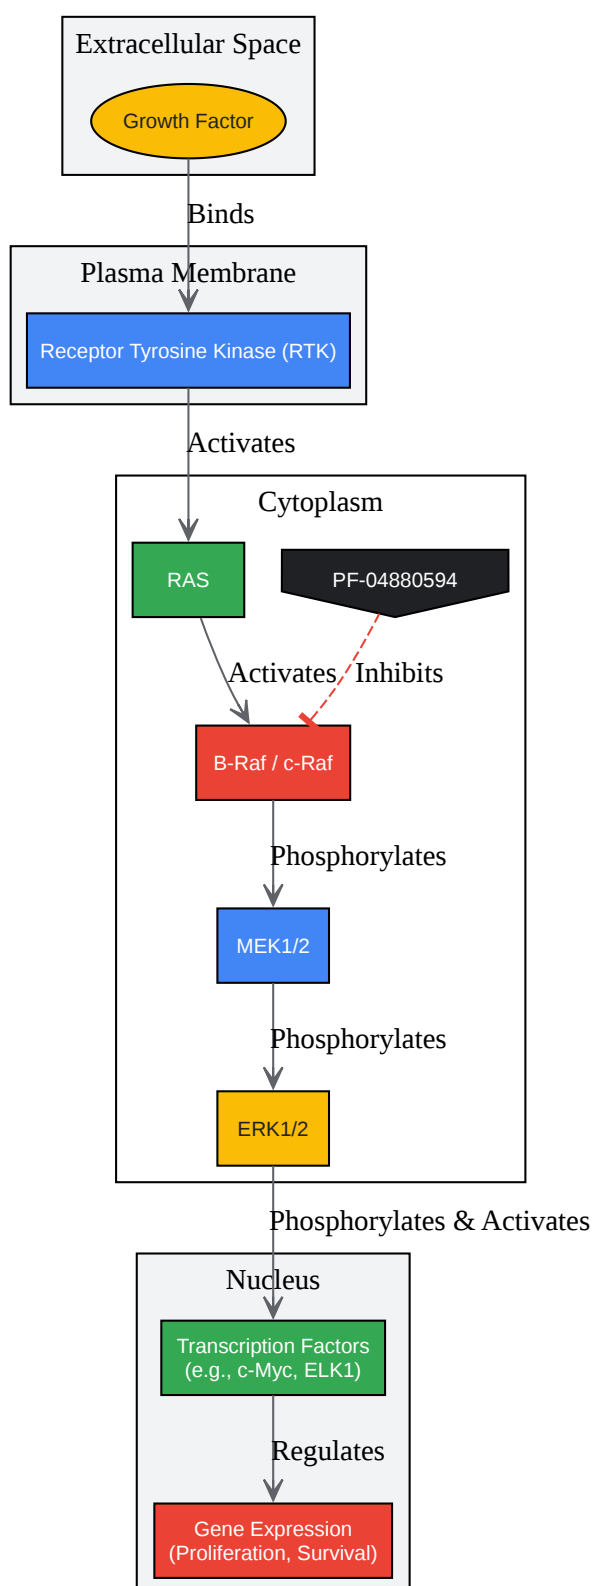 Extracellular Space
Growth Factor
Binds
Plasma Membrane
Receptor Tyrosine Kinase (RTK)
Activates
Cytoplasm
RAS
PF-04880594
Activates
Inhibits
B-Raf / c-Raf
Phosphorylates
MEK1/2
Phosphorylates
ERK1/2
Phosphorylates & Activates
Nucleus
Transcription Factors
(e.g., c-Myc, ELK1)
Regulates
Gene Expression
(Proliferation, Survival)